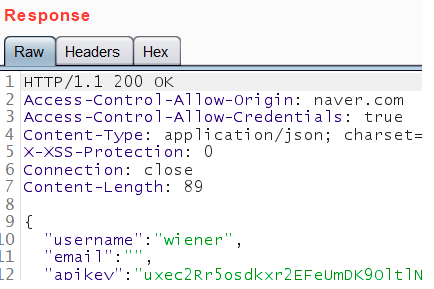 Response
Raw Headers Hex
1 HTTP/1.1 200 OK
2 Access-Control-Allow-Origin: naver.com
3 Access-Control-Allow-Credentials: true
4 Content-Type: application/json; charset=
5 X-XSS-Protection: 0
6 Connection: close
7 Content-Length: 89
8
9 {
10 "username":"wiener",
11 "email":"",
12 "apikey":"uxec2Rr5osdkxr2EFeUmDK9OltlN